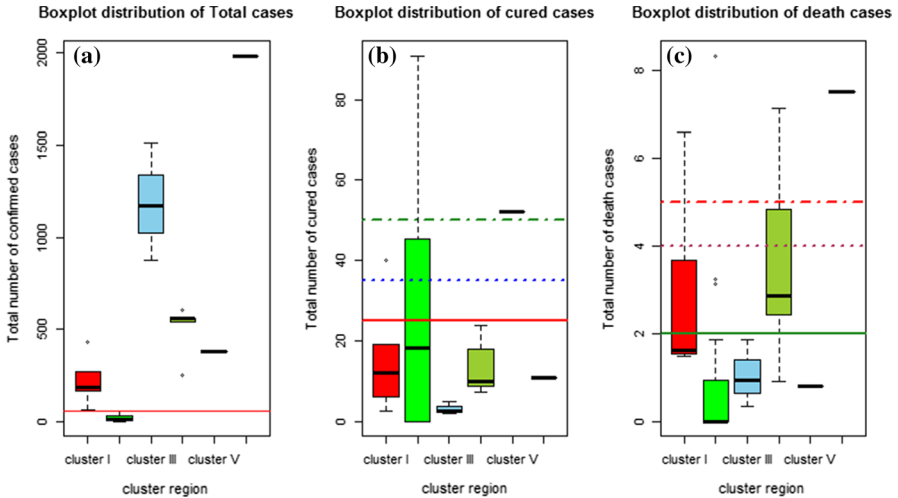 Boxplot distribution of Total cases
(a)
Total number of confirmed cases
2000
1500
1000
500
0
cluster I
cluster III
cluster V
cluster region
Boxplot distribution of cured cases
(b)
Total number of cured cases
80
60
40
20
0
cluster I
cluster III
cluster V
cluster region
Boxplot distribution of death cases
(c)
Total number of death cases
8
6
4
2
0
cluster I
cluster III
cluster V
cluster region